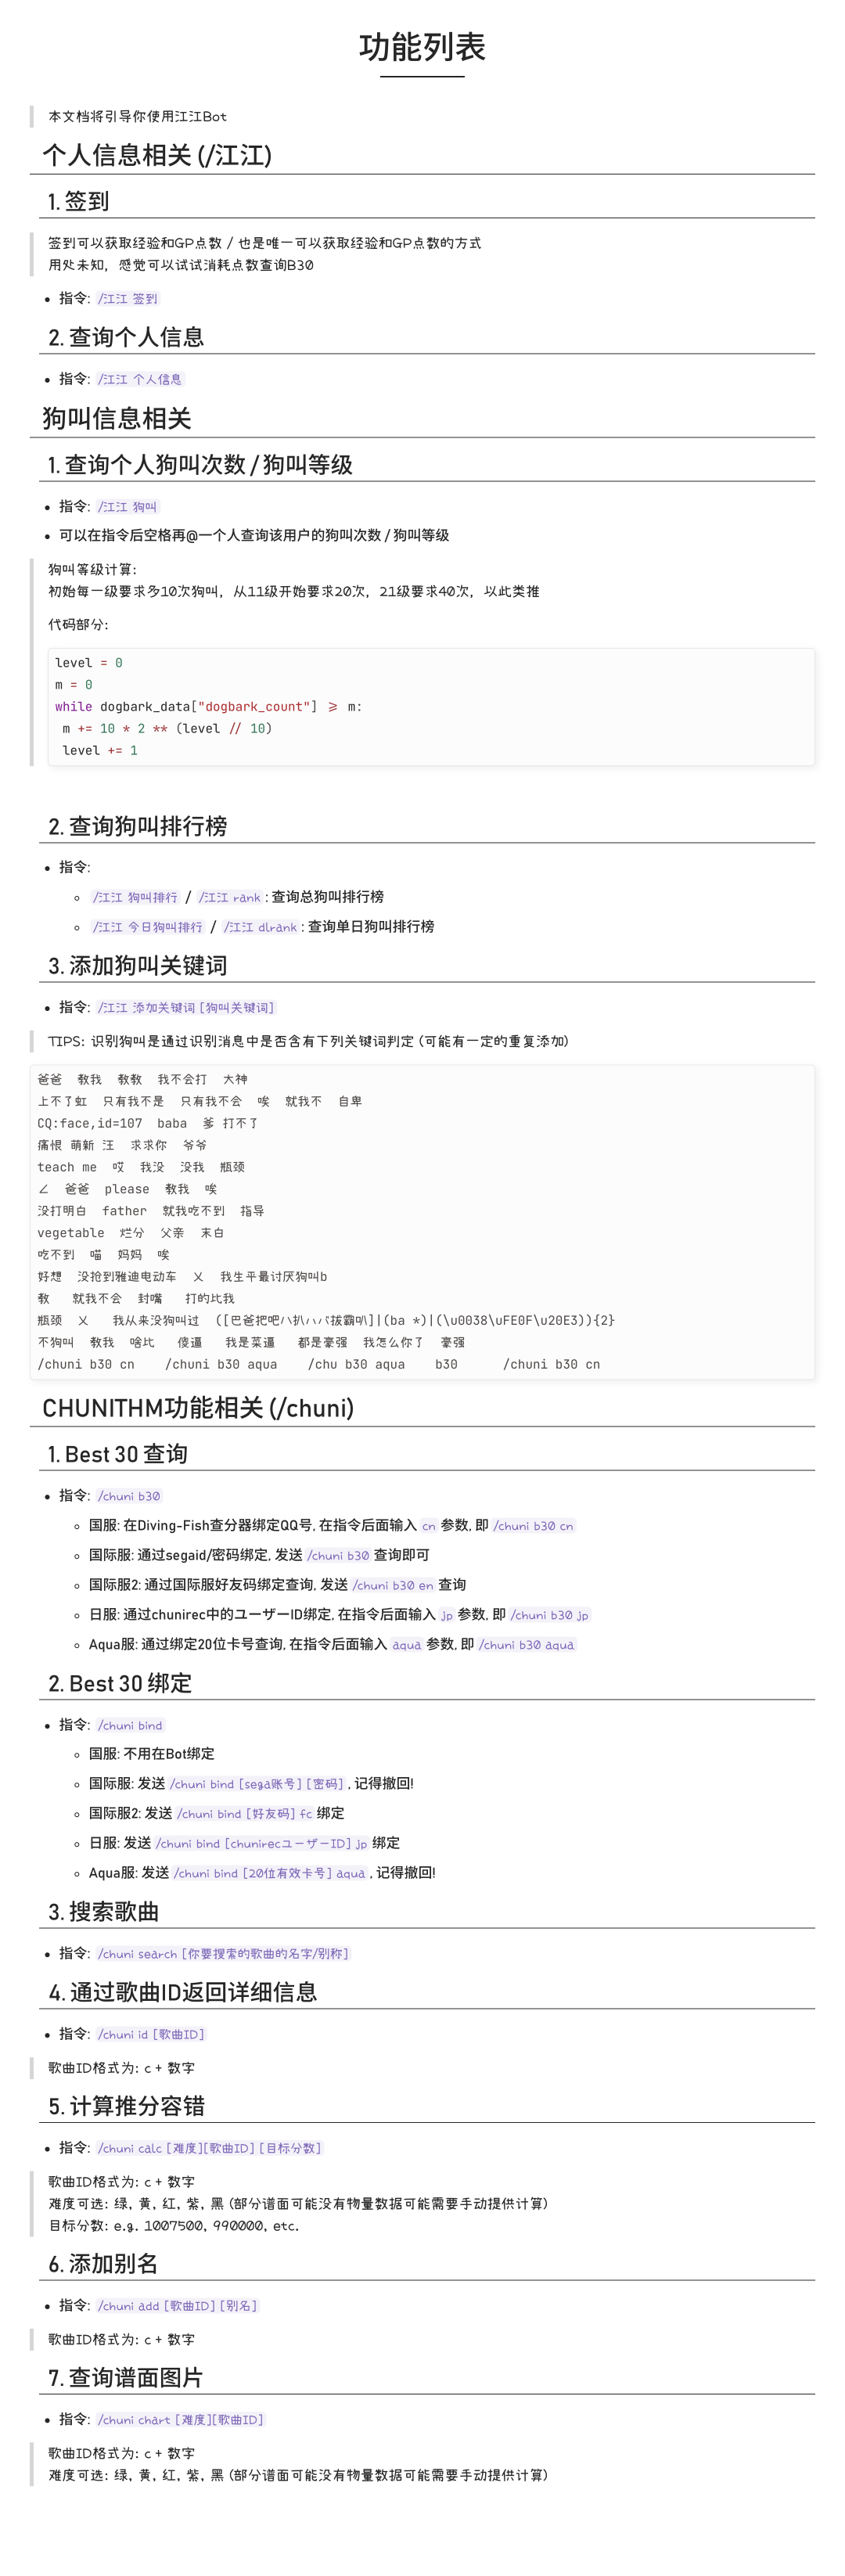 功能列表
本文档将引导你使用江江Bot
个人信息相关 (/江江)
1. 签到
签到可以获取经验和GP点数 / 也是唯一可以获取经验和GP点数的方式
用处未知, 感觉可以试试消耗点数查询B30
• 指令: /江江 签到
2. 查询个人信息
• 指令: /江江 个人信息
狗叫信息相关
1. 查询个人狗叫次数 / 狗叫等级
• 指令: /江江 狗叫
• 可以在指令后空格再@一个人查询该用户的狗叫次数 / 狗叫等级
狗叫等级计算:
初始每一级要求多10次狗叫, 从11级开始要求20次, 21级要求40次, 以此类推
代码部分:
level = 0
m = 0
while dogbark_data["dogbark_count"] >= m:
m += 10 * 2 ** (level // 10)
level += 1
2. 查询狗叫排行榜
• 指令:
◦ /江江 狗叫排行 / /江江 rank : 查询总狗叫排行榜
◦ /江江 今日狗叫排行 / /江江 dlrank : 查询单日狗叫排行榜
3. 添加狗叫关键词
• 指令: /江江 添加关键词 [狗叫关键词]
TIPS: 识别狗叫是通过识别消息中是否含有下列关键词判定 (可能有一定的重复添加)
爸爸 教我 教教 我不会打 大神
上不了虹 只有我不是 只有我不会 唉 就我不 自卑
CQ:face,id=107 baba 爹 打不了
痛恨 萌新 汪 求求你 爷爷
teach me 哎 我没 没我 瓶颈
∠ 爸爸 please 教我 唉
没打明白 father 就我吃不到 指导
vegetable 烂分 父亲 末白
吃不到 喵 妈妈 唉
好想 没抢到雅迪电动车 乂 我生平最讨厌狗叫b
教 就我不会 封嘴 打的比我
瓶颈 乂 我从来没狗叫过 ([巴爸把吧ハ扒ハバ拔霸叭]|(ba *)|(\u0038\uFE0F\u20E3)){2}
不狗叫 教我 啥比 傻逼 我是菜逼 都是豪强 我怎么你了 豪强
/chuni b30 cn /chuni b30 aqua /chu b30 aqua b30 /chuni b30 cn
CHUNITHM功能相关 (/chuni)
1. Best 30 查询
• 指令: /chuni b30
◦ 国服: 在Diving-Fish查分器绑定QQ号, 在指令后面输入 cn 参数, 即 /chuni b30 cn
◦ 国际服: 通过segaid/密码绑定, 发送 /chuni b30 查询即可
◦ 国际服2: 通过国际服好友码绑定查询, 发送 /chuni b30 en 查询
◦ 日服: 通过chunirec中的ユーザーID绑定, 在指令后面输入 jp 参数, 即 /chuni b30 jp
◦ Aqua服: 通过绑定20位卡号查询, 在指令后面输入 aqua 参数, 即 /chuni b30 aqua
2. Best 30 绑定
• 指令: /chuni bind
◦ 国服: 不用在Bot绑定
◦ 国际服: 发送 /chuni bind [sega账号] [密码] , 记得撤回!
◦ 国际服2: 发送 /chuni bind [好友码] fc 绑定
◦ 日服: 发送 /chuni bind [chunirecユーザーID] jp 绑定
◦ Aqua服: 发送 /chuni bind [20位有效卡号] aqua , 记得撤回!
3. 搜索歌曲
• 指令: /chuni search [你要搜索的歌曲的名字/别称]
4. 通过歌曲ID返回详细信息
• 指令: /chuni id [歌曲ID]
歌曲ID格式为: c + 数字
5. 计算推分容错
• 指令: /chuni calc [难度][歌曲ID] [目标分数]
歌曲ID格式为: c + 数字
难度可选: 绿, 黄, 红, 紫, 黑 (部分谱面可能没有物量数据可能需要手动提供计算)
目标分数: e.g. 1007500, 990000, etc.
6. 添加别名
• 指令: /chuni add [歌曲ID] [别名]
歌曲ID格式为: c + 数字
7. 查询谱面图片
• 指令: /chuni chart [难度][歌曲ID]
歌曲ID格式为: c + 数字
难度可选: 绿, 黄, 红, 紫, 黑 (部分谱面可能没有物量数据可能需要手动提供计算)